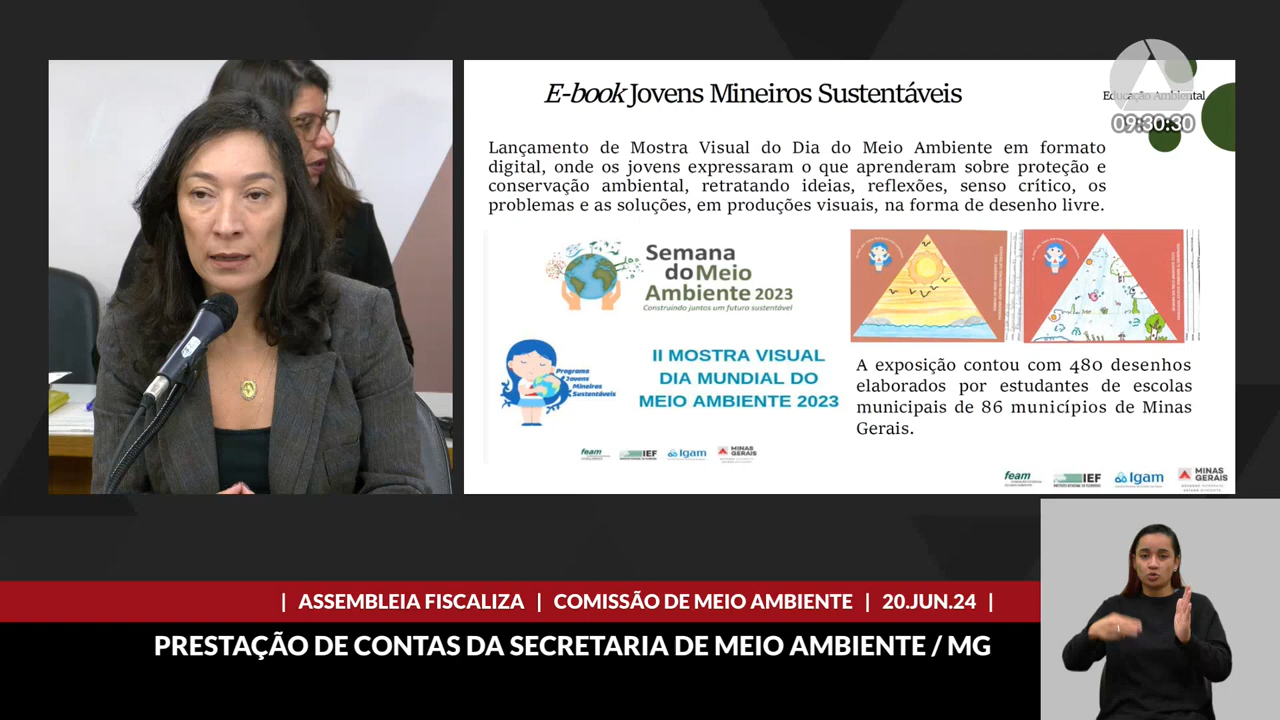 E-book Jovens Mineiros Sustentáveis
Educação Ambiental
09:30:30
Lançamento de Mostra Visual do Dia do Meio Ambiente em formato
digital, onde os jovens expressaram o que aprenderam sobre proteção e
conservação ambiental, retratando ideias, reflexões, senso crítico, os
problemas e as soluções, em produções visuais, na forma de desenho livre.
Semana
do Meio
Ambiente 2023
Construindo juntos um futuro sustentável
Programa
Jovens
Mineiros
Sustentáveis
II MOSTRA VISUAL
DIA MUNDIAL DO
MEIO AMBIENTE 2023
feam
IEF
Igam
MINAS
GERAIS
A exposição contou com 480 desenhos
elaborados por estudantes de escolas
municipais de 86 municípios de Minas
Gerais.
feam
IEF
Igam
MINAS
GERAIS
| ASSEMBLEIA FISCALIZA | COMISSÃO DE MEIO AMBIENTE | 20.JUN.24 |
PRESTAÇÃO DE CONTAS DA SECRETARIA DE MEIO AMBIENTE / MG